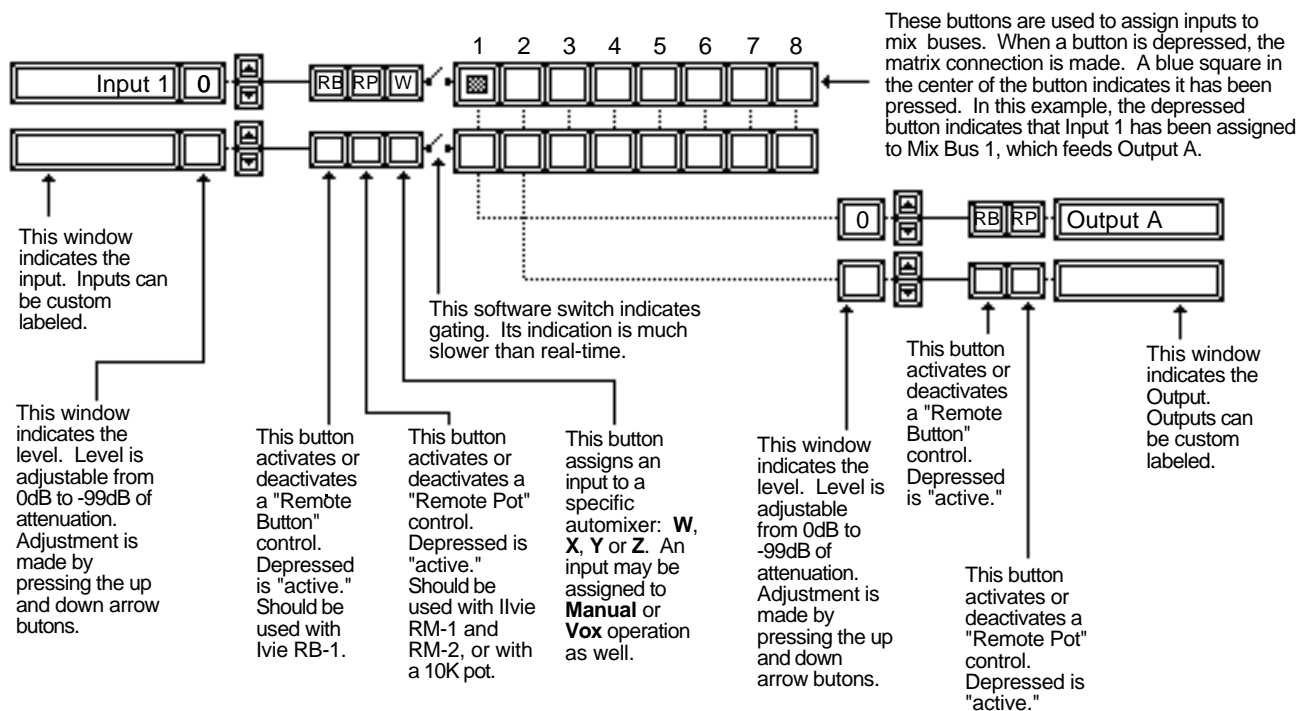 These buttons are used to assign inputs to
mix buses. When a button is depressed, the
matrix connection is made. A blue square in
the center of the button indicates it has been
pressed. In this example, the depressed
button indicates that Input 1 has been assigned
to Mix Bus 1, which feeds Output A.
1 2 3 4 5 6 7 8
Input 1 0 RB RP W
0 RB RP Output A
This window
indicates the
input. Inputs can
be custom
labeled.
This software switch indicates
gating. Its indication is much
slower than real-time.
This window
indicates the
level. Level is
adjustable from
0dB to -99dB of
attenuation.
Adjustment is
made by
pressing the up
and down arrow
butons.
This button
activates or
deactivates
a "Remote
Button"
control.
Depressed
is "active."
Should be
used with
Ivie RB-1.
This button
activates or
deactivates a
"Remote Pot"
control.
Depressed is
"active."
Should be
used with IIvie
RM-1 and
RM-2, or with
a 10K pot.
This button
assigns an
input to a
specific
automixer: W,
X, Y or Z. An
input may be
assigned to
Manual or
Vox operation
as well.
This window
indicates the
level. Level is
adjustable
from 0dB to
-99dB of
attenuation.
Adjustment is
made by
pressing the up
and down
arrow butons.
This button
activates or
deactivates
a "Remote
Button"
control.
Depressed
is "active."
This button
activates or
deactivates a
"Remote Pot"
control.
Depressed is
"active."
This window
indicates the
Output.
Outputs can
be custom
labeled.